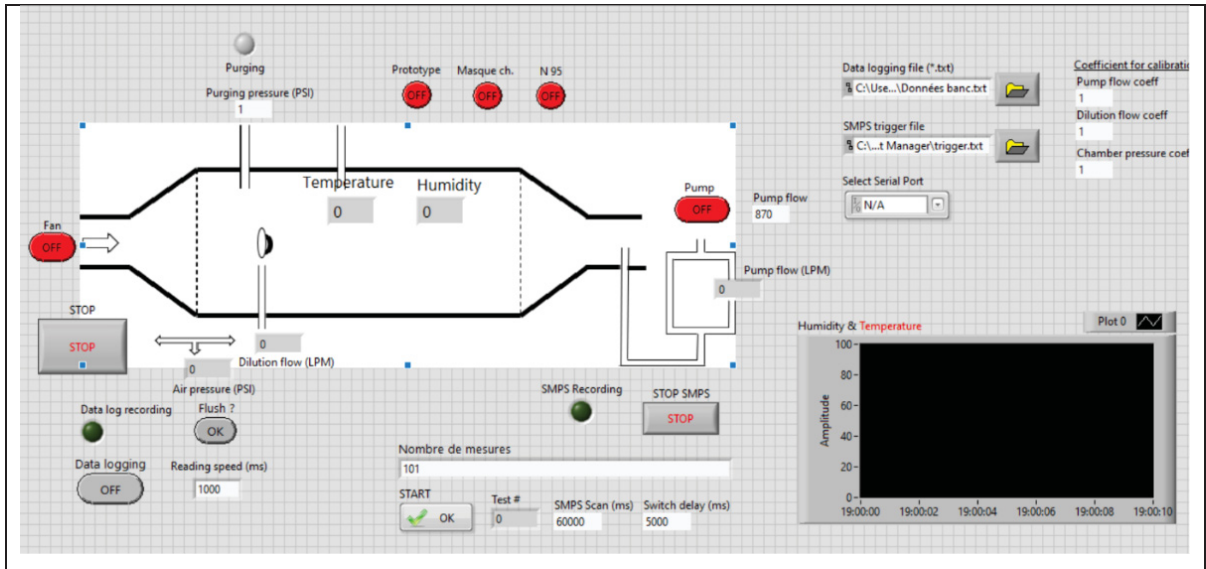 Purging
Purging pressure (PSI)
1
Prototype
OFF
Masque ch.
OFF
N 95
OFF
Data logging file (*.txt)
C:\Use...\Données banc.txt
SMPS trigger file
C:\...t Manager\trigger.txt
Select Serial Port
N/A
Coefficient for calibratic
Pump flow coeff
1
Dilution flow coeff
1
Chamber pressure coef
1
Temperature
0
Humidity
0
Fan
OFF
Pump
OFF
Pump flow
870
Pump flow (LPM)
0
STOP
STOP
0
Dilution flow (LPM)
0
Air pressure (PSI)
Data log recording
Flush ?
OK
Data logging
OFF
Reading speed (ms)
1000
SMPS Recording
STOP SMPS
STOP
Nombre de mesures
101
START
OK
Test #
0
SMPS Scan (ms)
60000
Switch delay (ms)
5000
Humidity & Temperature
Plot 0
Amplitude
100
80
60
40
20
0
19:00:00 19:00:02 19:00:04 19:00:06 19:00:08 19:00:10